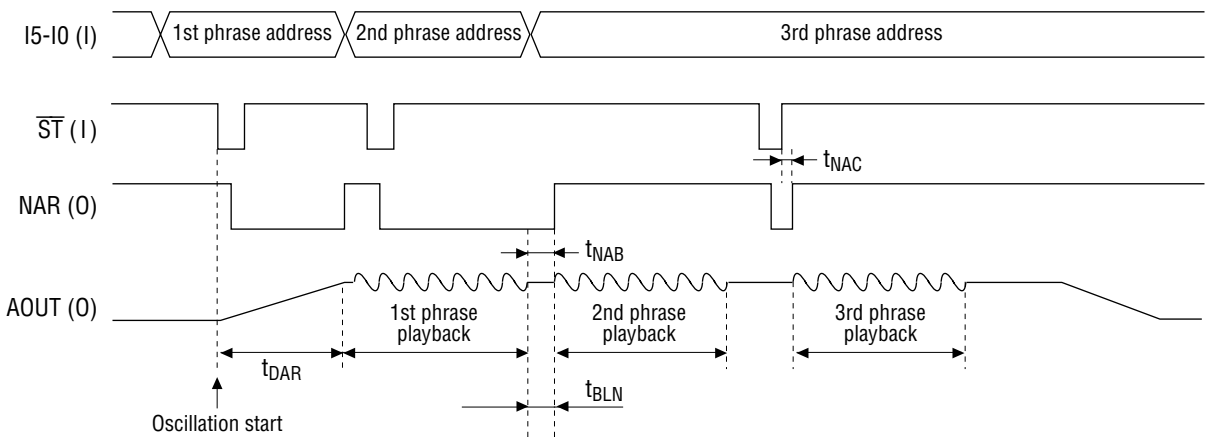 I5-I0 (I)
1st phrase address
2nd phrase address
3rd phrase address
ST (I)
tNAC
NAR (O)
tNAB
AOUT (O)
1st phrase
playback
2nd phrase
playback
3rd phrase
playback
tDAR
tBLN
Oscillation start